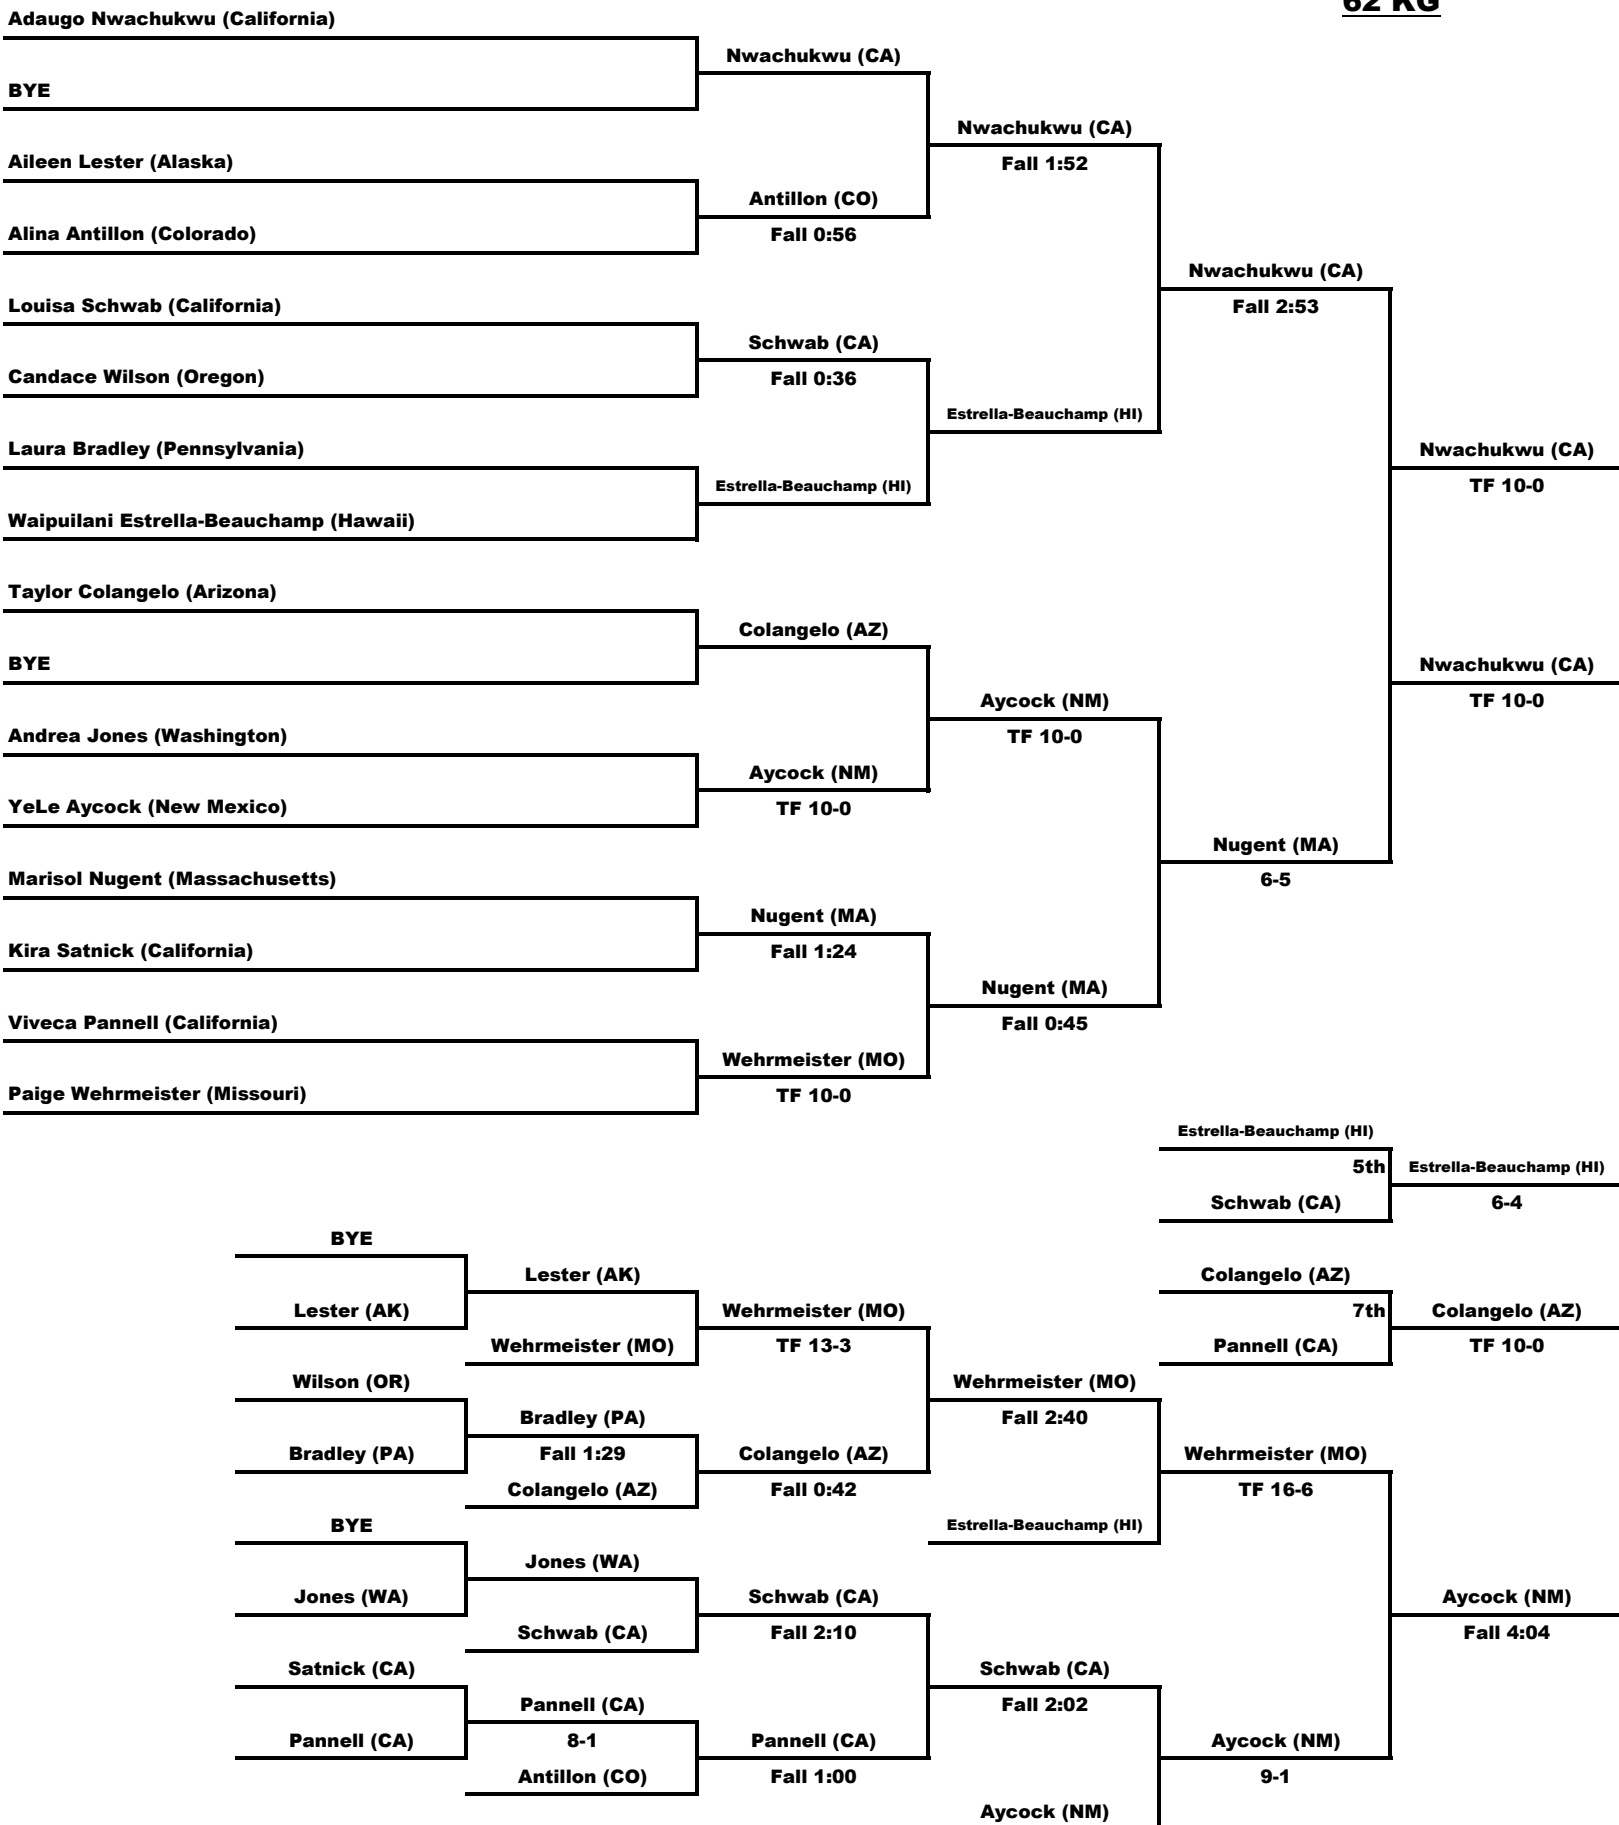 62 KG
Adaugo Nwachukwu (California)
Nwachukwu (CA)
BYE
Nwachukwu (CA)
Aileen Lester (Alaska)
Fall 1:52
Antillon (CO)
Alina Antillon (Colorado)
Fall 0:56
Nwachukwu (CA)
Louisa Schwab (California)
Fall 2:53
Schwab (CA)
Candace Wilson (Oregon)
Fall 0:36
Estrella-Beauchamp (HI)
Laura Bradley (Pennsylvania)
Nwachukwu (CA)
Estrella-Beauchamp (HI)
TF 10-0
Waipuilani Estrella-Beauchamp (Hawaii)
Taylor Colangelo (Arizona)
Colangelo (AZ)
BYE
Nwachukwu (CA)
Aycock (NM)
TF 10-0
Andrea Jones (Washington)
TF 10-0
Aycock (NM)
YeLe Aycock (New Mexico)
TF 10-0
Nugent (MA)
Marisol Nugent (Massachusetts)
6-5
Nugent (MA)
Kira Satnick (California)
Fall 1:24
Nugent (MA)
Viveca Pannell (California)
Fall 0:45
Wehrmeister (MO)
Paige Wehrmeister (Missouri)
TF 10-0
Estrella-Beauchamp (HI)
5th
Estrella-Beauchamp (HI)
Schwab (CA)
6-4
BYE
Lester (AK)
Colangelo (AZ)
Lester (AK)
Wehrmeister (MO)
7th
Colangelo (AZ)
Wehrmeister (MO)
TF 13-3
Pannell (CA)
TF 10-0
Wilson (OR)
Wehrmeister (MO)
Bradley (PA)
Fall 2:40
Bradley (PA)
Fall 1:29
Colangelo (AZ)
Wehrmeister (MO)
Colangelo (AZ)
Fall 0:42
TF 16-6
BYE
Estrella-Beauchamp (HI)
Jones (WA)
Jones (WA)
Schwab (CA)
Aycock (NM)
Schwab (CA)
Fall 2:10
Fall 4:04
Satnick (CA)
Schwab (CA)
Pannell (CA)
Fall 2:02
Pannell (CA)
8-1
Pannell (CA)
Aycock (NM)
Antillon (CO)
Fall 1:00
9-1
Aycock (NM)